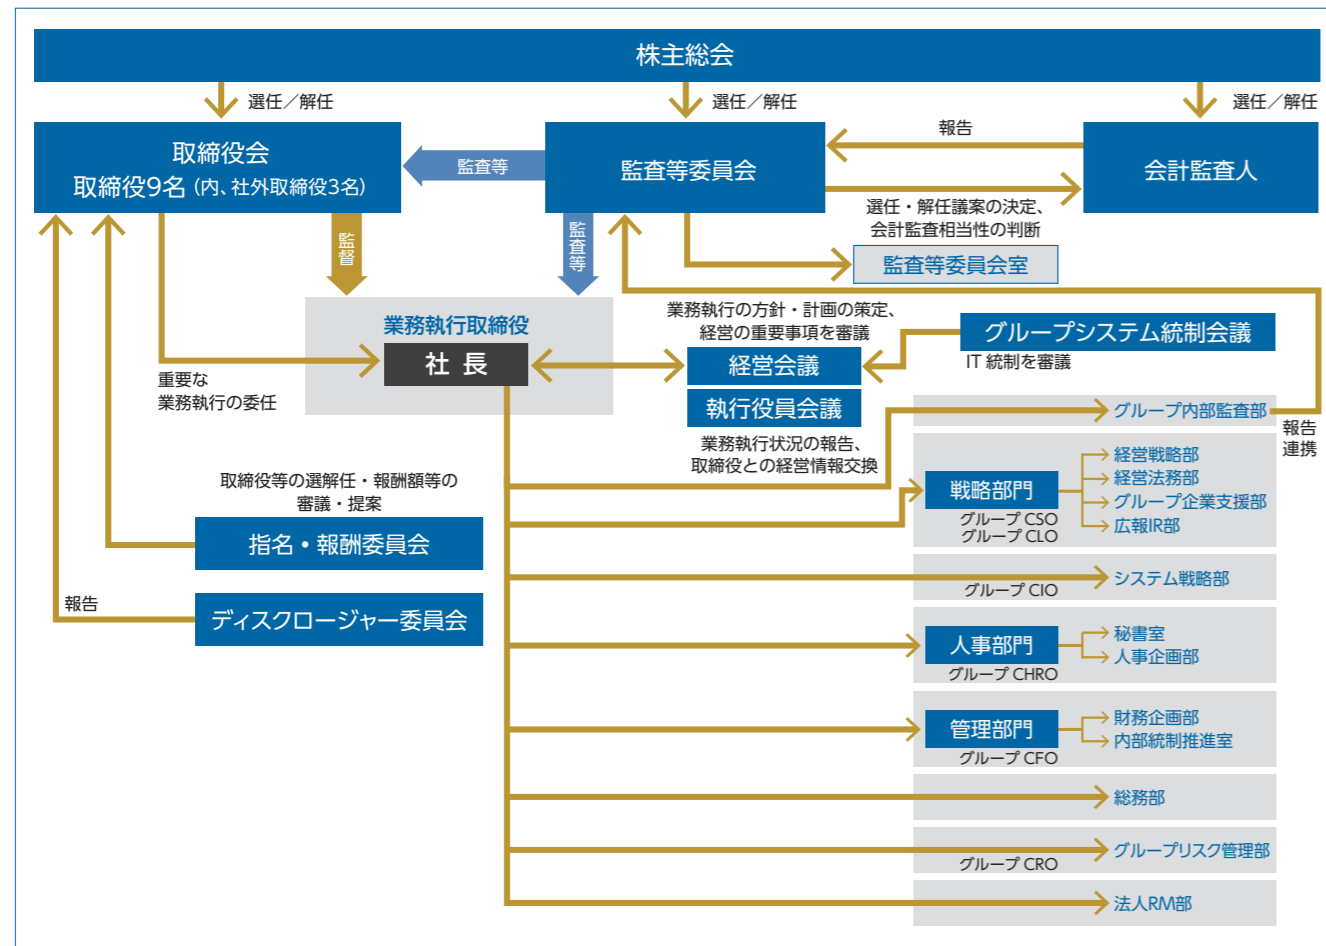 株主総会
選任／解任
選任／解任
選任／解任
取締役会
取締役9名（内、社外取締役3名）
監査等
監査等委員会
報告
会計監査人
選任・解任議案の決定、
会計監査相当性の判断
監督
監査等
監査等委員会室
業務執行取締役
社 長
重要な
業務執行の委任
業務執行の方針・計画の策定、
経営の重要事項を審議
経営会議
執行役員会議
業務執行状況の報告、
取締役との経営情報交換
グループシステム統制会議
IT 統制を審議
グループ内部監査部
報告
連携
取締役等の選解任・報酬額等の
審議・提案
指名・報酬委員会
報告
ディスクロージャー委員会
戦略部門
グループ CSO
グループ CLO
経営戦略部
経営法務部
グループ企業支援部
広報IR部
グループ CIO
システム戦略部
人事部門
グループ CHRO
秘書室
人事企画部
管理部門
グループ CFO
財務企画部
内部統制推進室
総務部
グループ CRO
グループリスク管理部
法人RM部